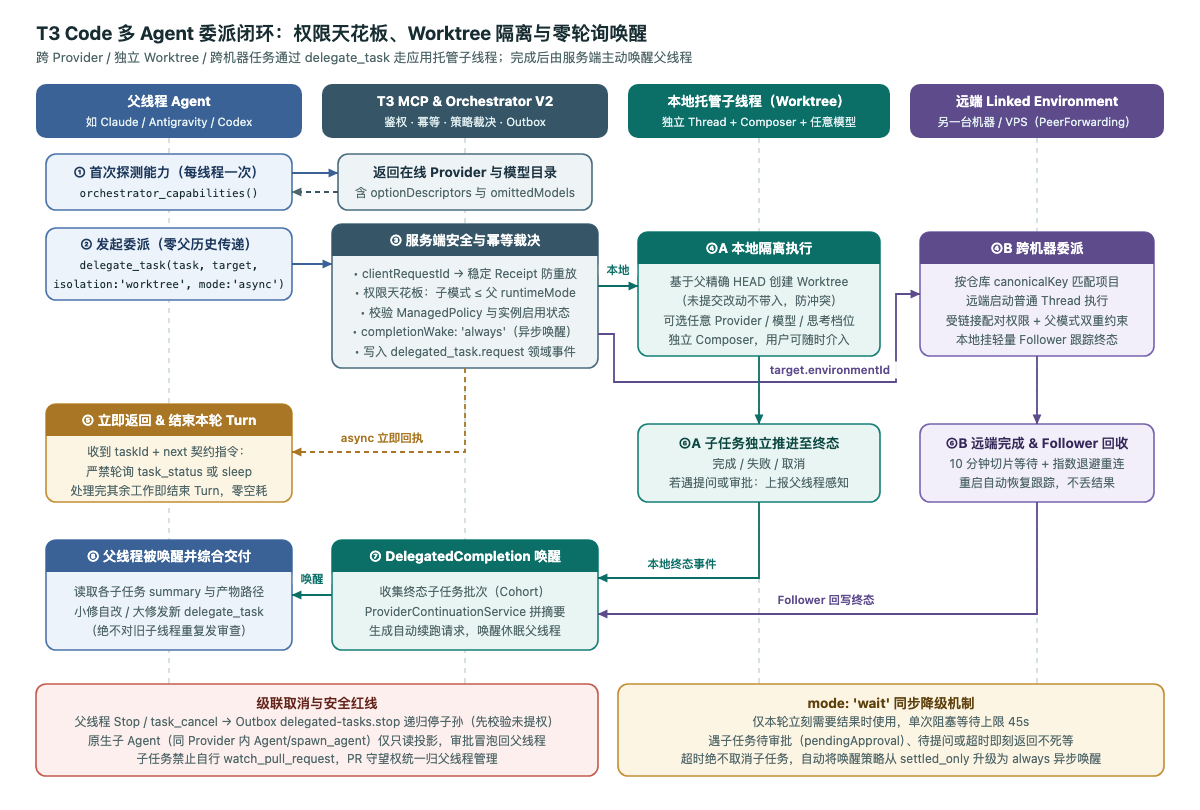 T3 Code 多 Agent 委派闭环：权限天花板、Worktree 隔离与零轮询唤醒
跨 Provider / 独立 Worktree / 跨机器任务通过 delegate_task 走应用托管子线程；完成后由服务端主动唤醒父线程
父线程 Agent
如 Claude / Antigravity / Codex
T3 MCP & Orchestrator V2
鉴权 · 幂等 · 策略裁决 · Outbox
本地托管子线程（Worktree）
独立 Thread + Composer + 任意模型
远端 Linked Environment
另一台机器 / VPS（PeerForwarding）
① 首次探测能力（每线程一次）
orchestrator_capabilities()
返回在线 Provider 与模型目录
含 optionDescriptors 与 omittedModels
② 发起委派（零父历史传递）
delegate_task(task, target,
isolation:'worktree', mode:'async')
③ 服务端安全与幂等裁决
• clientRequestId → 稳定 Receipt 防重放
• 权限天花板：子模式 ≤ 父 runtimeMode
• 校验 ManagedPolicy 与实例启用状态
• completionWake: 'always'（异步唤醒）
• 写入 delegated_task.request 领域事件
本地
④A 本地隔离执行
基于父精确 HEAD 创建 Worktree
（未提交改动不带入，防冲突）
可选任意 Provider / 模型 / 思考档位
独立 Composer，用户可随时介入
④B 跨机器委派
按仓库 canonicalKey 匹配项目
远端启动普通 Thread 执行
受链接配对权限 + 父模式双重约束
本地挂轻量 Follower 跟踪终态
target.environmentId
⑤ 立即返回 & 结束本轮 Turn
收到 taskId + next 契约指令：
严禁轮询 task_status 或 sleep
处理完其余工作即结束 Turn，零空耗
async 立即回执
⑥A 子任务独立推进至终态
完成 / 失败 / 取消
若遇提问或审批：上报父线程感知
⑥B 远端完成 & Follower 回收
10 分钟切片等待 + 指数退避重连
重启自动恢复跟踪，不丢结果
⑧ 父线程被唤醒并综合交付
读取各子任务 summary 与产物路径
小修自改 / 大修发新 delegate_task
（绝不对旧子线程重复发审查）
唤醒
⑦ DelegatedCompletion 唤醒
收集终态子任务批次（Cohort）
ProviderContinuationService 拼摘要
生成自动续跑请求，唤醒休眠父线程
本地终态事件
Follower 回写终态
级联取消与安全红线
父线程 Stop / task_cancel → Outbox delegated-tasks.stop 递归停子孙（先校验未提权）
原生子 Agent（同 Provider 内 Agent/spawn_agent）仅只读投影，审批冒泡回父线程
子任务禁止自行 watch_pull_request，PR 守望权统一归父线程管理
mode: 'wait' 同步降级机制
仅本轮立刻需要结果时使用，单次阻塞等待上限 45s
遇子任务待审批（pendingApproval）、待提问或超时即刻返回不死等
超时绝不取消子任务，自动将唤醒策略从 settled_only 升级为 always 异步唤醒